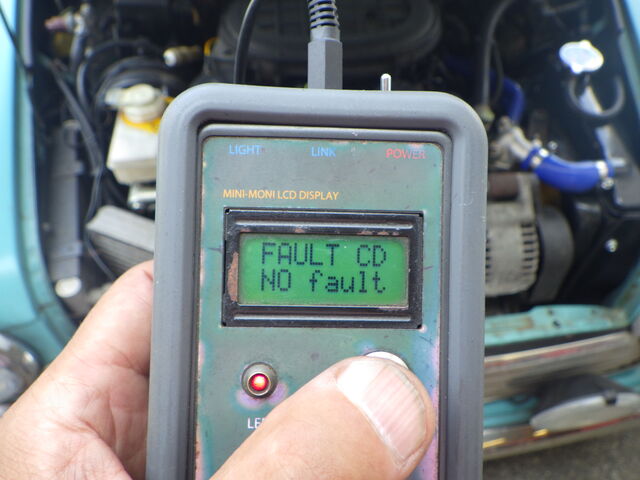 LIGHT LINK POWER
MINI-MONI LCD DISPLAY
FAULT CD
NO fault